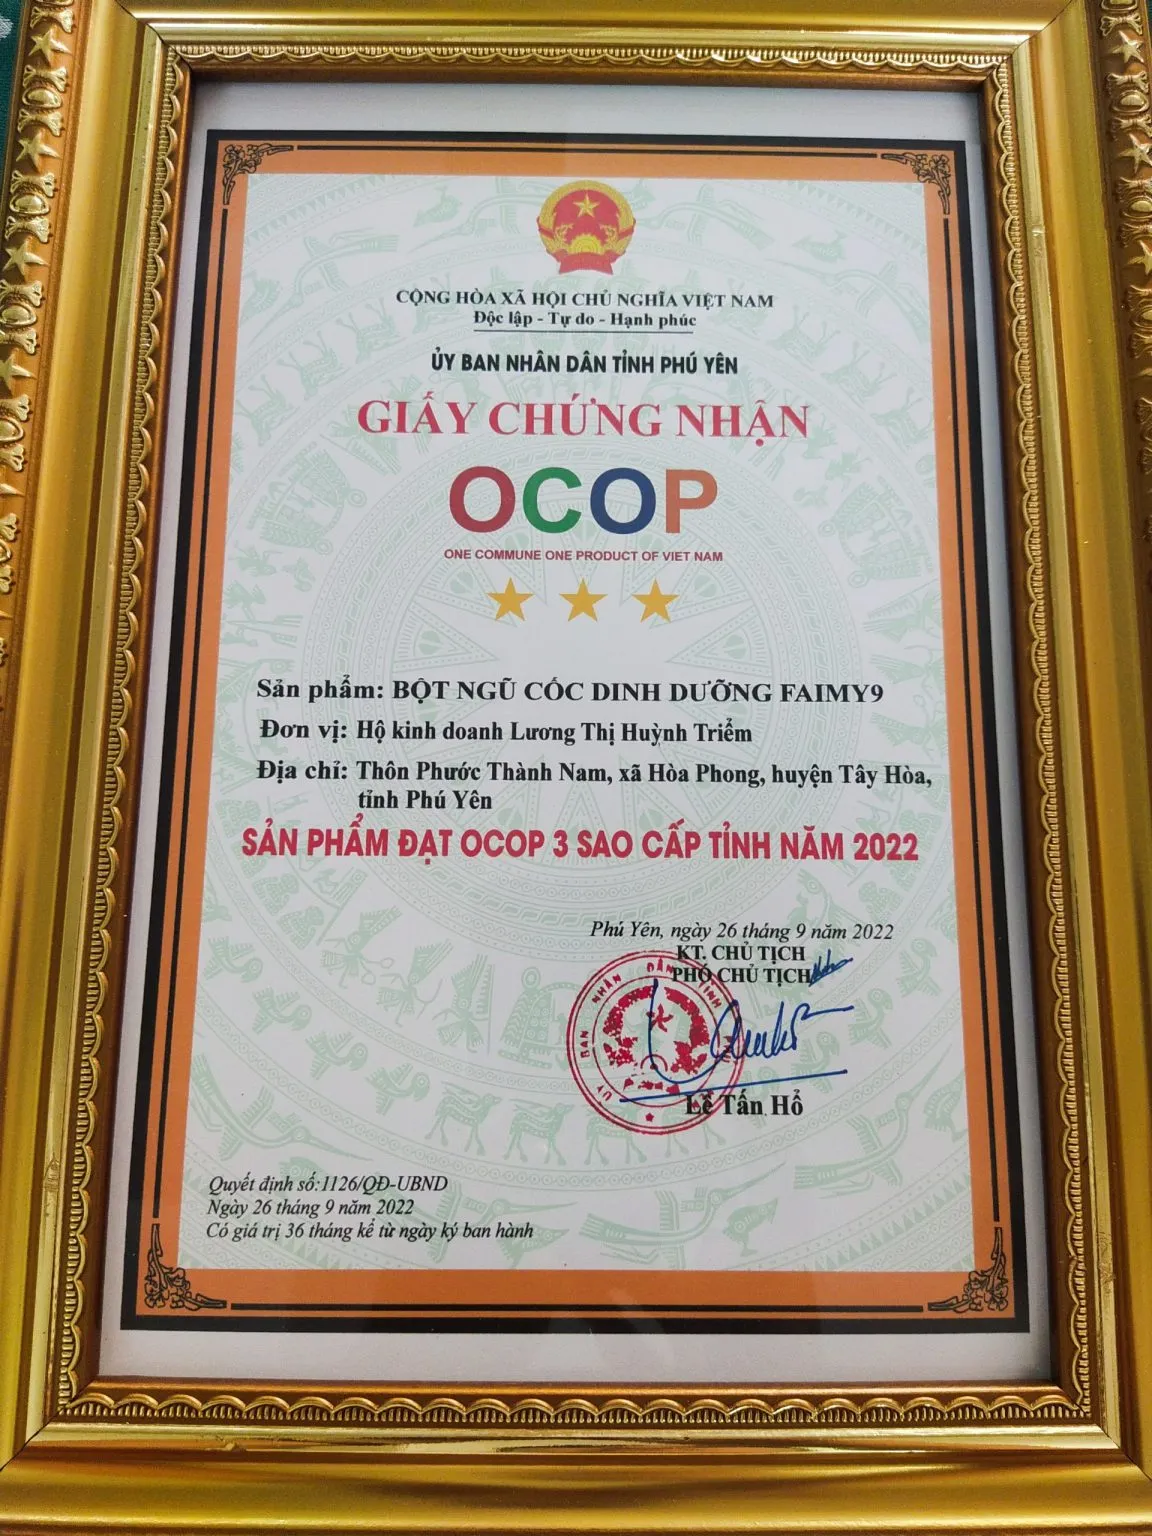 CỘNG HÒA XÃ HỘI CHỦ NGHĨA VIỆT NAM
Độc lập - Tự do - Hạnh phúc
ỦY BAN NHÂN DÂN TỈNH PHÚ YÊN
GIẤY CHỨNG NHẬN
OCOP
ONE COMMUNE ONE PRODUCT OF VIET NAM
Sản phẩm: BỘT NGŨ CỐC DINH DƯỠNG FAIMY9
Đơn vị: Hộ kinh doanh Lương Thị Huỳnh Triểm
Địa chỉ: Thôn Phước Thành Nam, xã Hòa Phong, huyện Tây Hòa,
tỉnh Phú Yên
SẢN PHẨM ĐẠT OCOP 3 SAO CẤP TỈNH NĂM 2022
Phú Yên, ngày 26 tháng 9 năm 2022
KT. CHỦ TỊCH
PHÓ CHỦ TỊCH
ỦY BAN NHÂN DÂN TỈNH
Lê Tấn Hổ
Quyết định số:1126/QĐ-UBND
Ngày 26 tháng 9 năm 2022
Có giá trị 36 tháng kể từ ngày ký ban hành